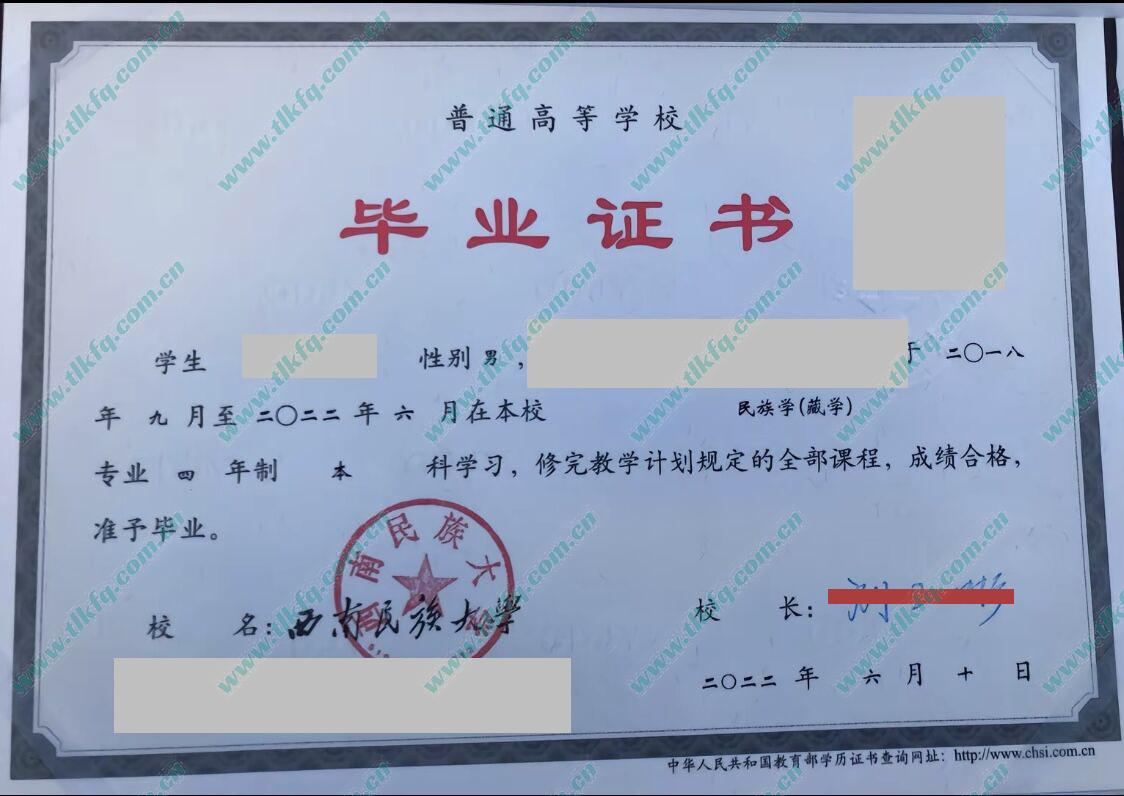 普通高等学校
毕业证书
学生 性别 男， 于 二〇一八
年 九 月至 二〇二二 年 六 月在本校 民族学(藏学)
专业 四 年制 本 科学习，修完教学计划规定的全部课程，成绩合格，
准予毕业。
西南民族大学
校 名：西南民族大学
校 长：
二〇二二 年 六 月 十 日
中华人民共和国教育部学历证书查询网址：http://www.chsi.com.cn
www.tlkfq.com.cn